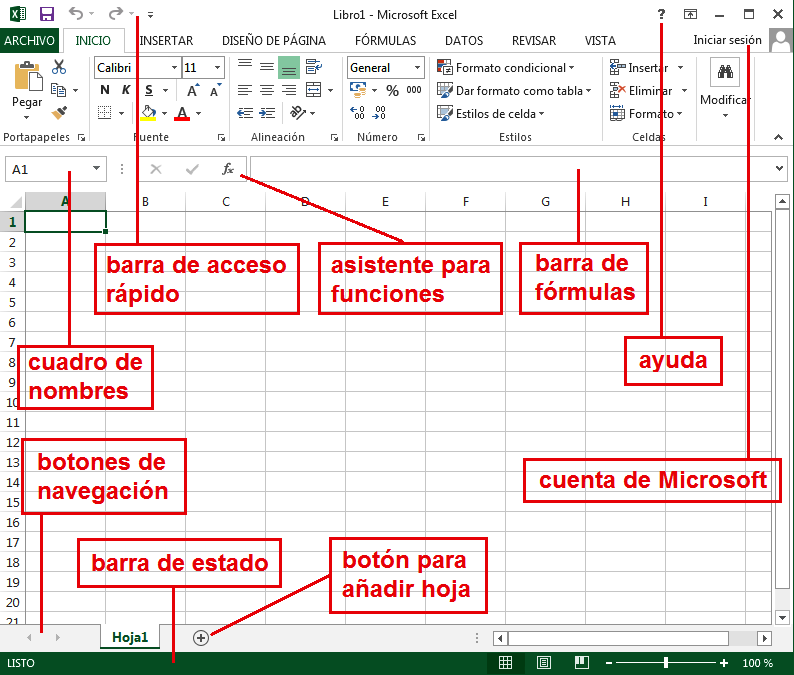 Libro1 - Microsoft Excel
?
ARCHIVO INICIO INSERTAR DISEÑO DE PÁGINA FÓRMULAS DATOS REVISAR VISTA Iniciar sesión
Calibri 11 General Formato condicional Insertar
Pegar N K S A A % 000 Dar formato como tabla Eliminar Modificar
A Estilos de celda Formato
Portapapeles Fuente Alineación Número Estilos Celdas
A1 fx
A B C D E F G H I
1
2
3
4
5
6
7
8
9
10
11
12
13
14
15
16
17
18
19
20
21
barra de acceso
rápido
asistente para
funciones
barra de
fórmulas
cuadro de
nombres
ayuda
botones de
navegación
cuenta de Microsoft
barra de estado
botón para
añadir hoja
Hoja1
LISTO 100 %